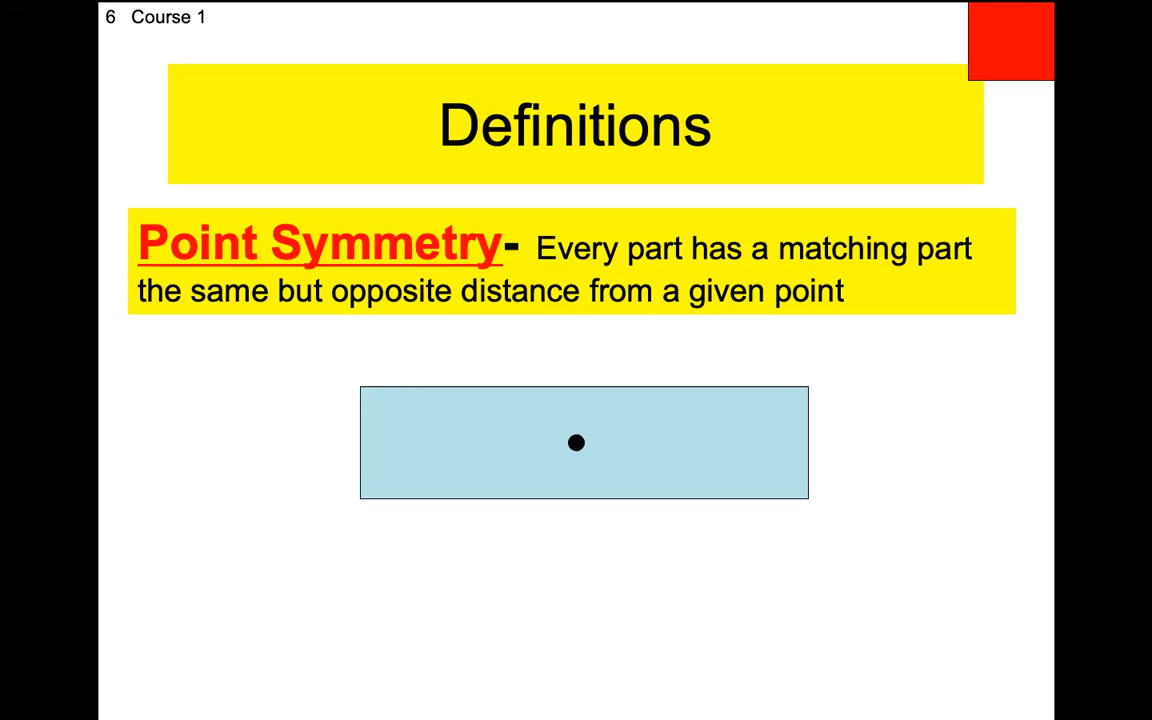 6 Course 1
Definitions
Point Symmetry- Every part has a matching part
the same but opposite distance from a given point